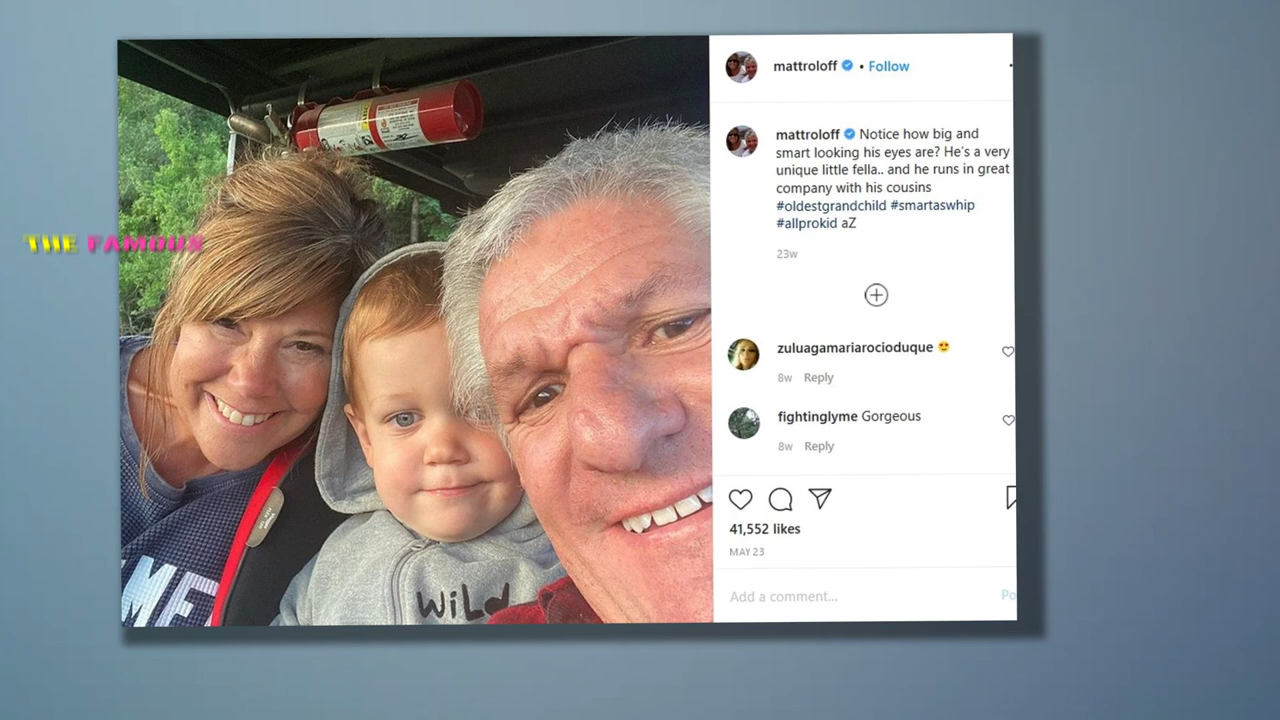 mattroloff • Follow
mattroloff Notice how big and
smart looking his eyes are? He's a very
unique little fella.. and he runs in great
company with his cousins
#oldestgrandchild #smartaswhip
#allprokid aZ
23w
THE FAMOUS
zuluagamariarocioduque 😍
8w Reply
fightinglyme Gorgeous
8w Reply
41,552 likes
MAY 23
Add a comment...
Po
WiLd
ME